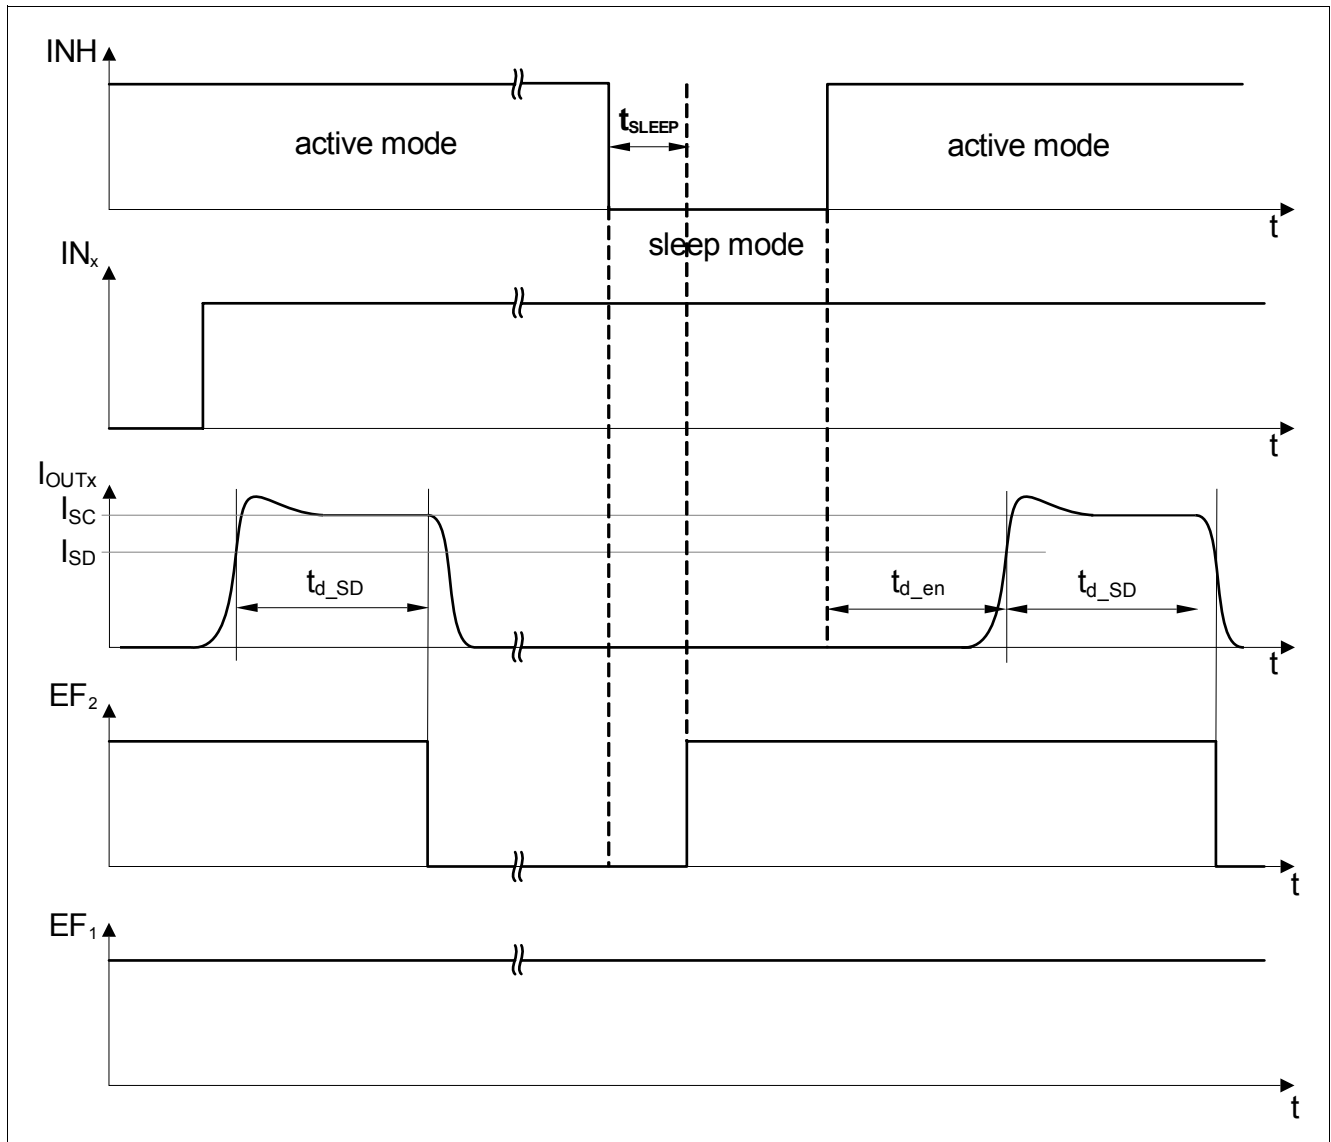 INH
tSLEEP
active mode
active mode
t
sleep mode
INx
t
IOUTx
ISC
ISD
td_SD
td_en
td_SD
t
EF2
t
EF1
t